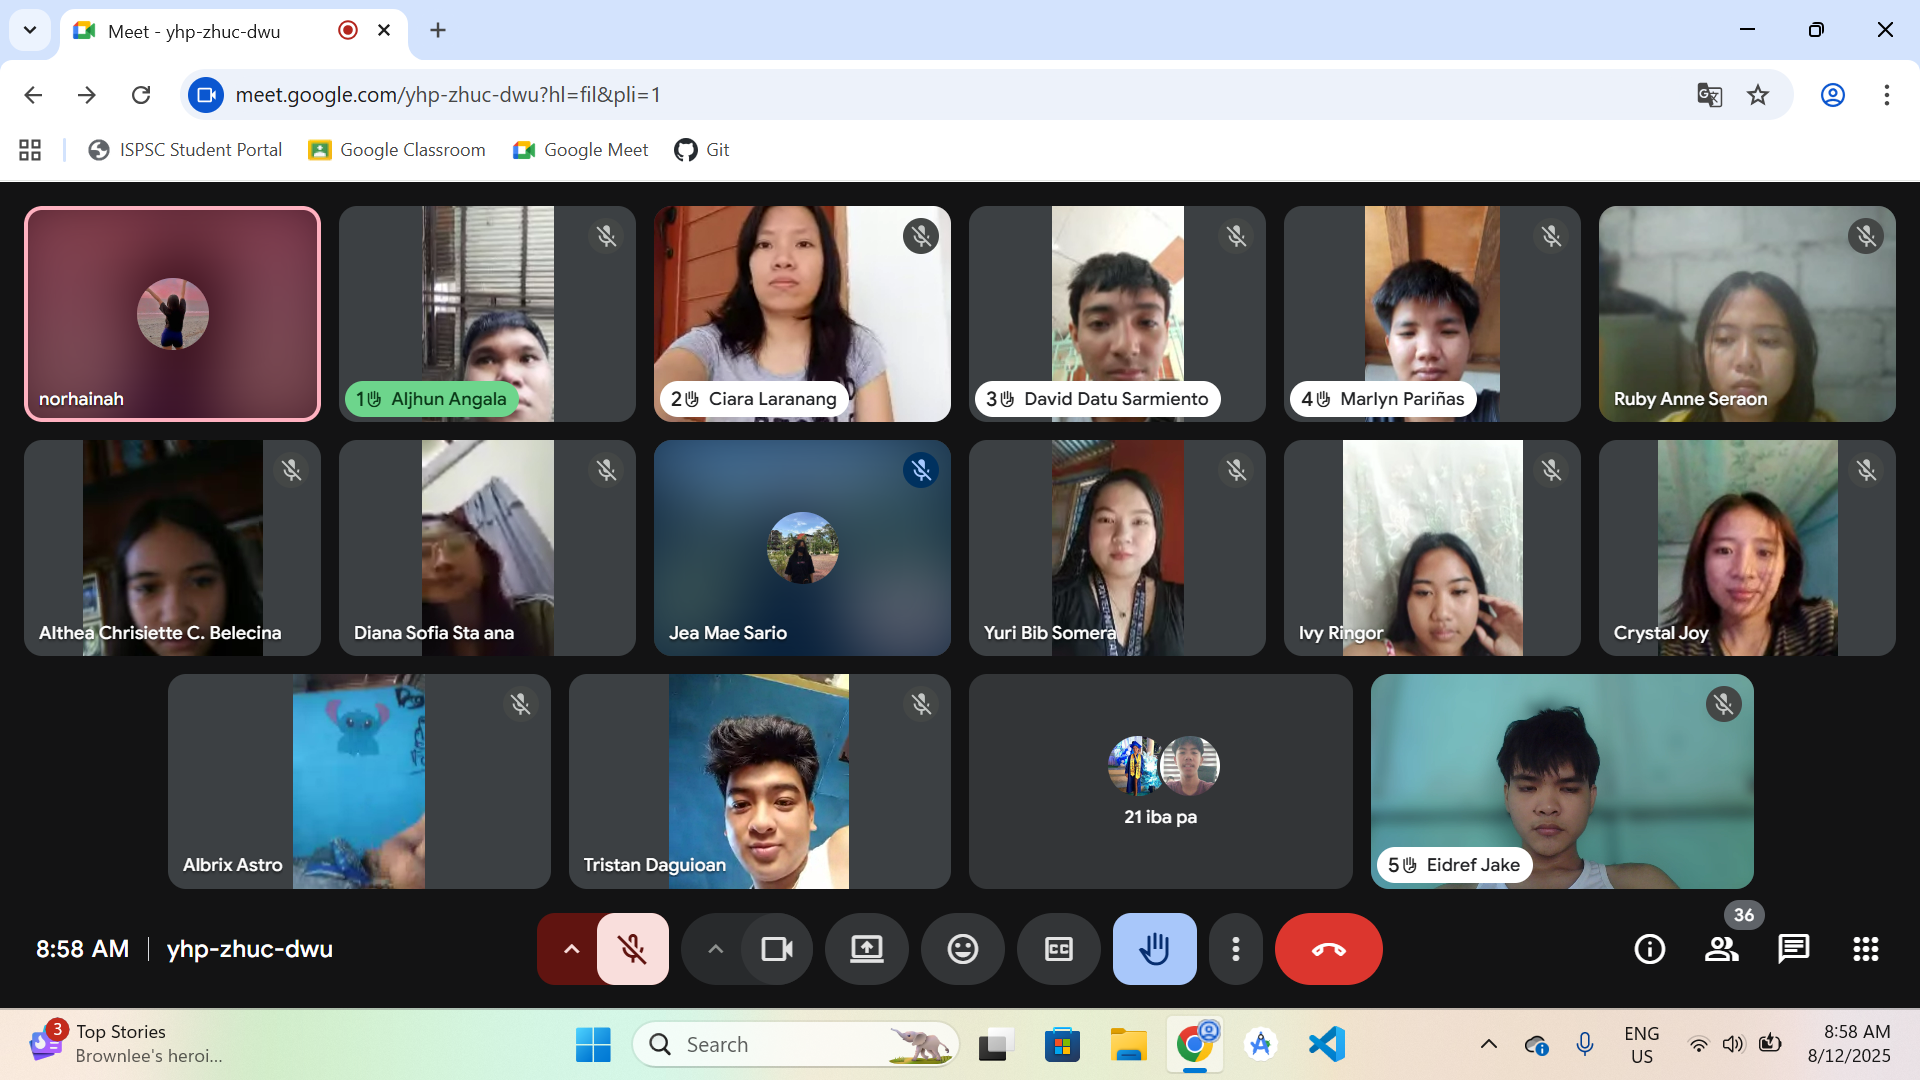 Meet - yhp-zhuc-dwu
meet.google.com/yhp-zhuc-dwu?hl=fil&pli=1
ISPSC Student Portal
Google Classroom
Google Meet
Git
norhainah
1 Aljhun Angala
2 Ciara Laranang
3 David Datu Sarmiento
4 Marlyn Pariñas
Ruby Anne Seraon
Althea Chrisiette C. Belecina
Diana Sofia Sta ana
Jea Mae Sario
Yuri Bib Somera
Ivy Ringor
Crystal Joy
Albrix Astro
Tristan Daguioan
21 iba pa
5 Eidref Jake
8:58 AM
yhp-zhuc-dwu
CC
36
3
Top Stories
Brownlee's heroi...
Search
ENG
US
8:58 AM
8/12/2025